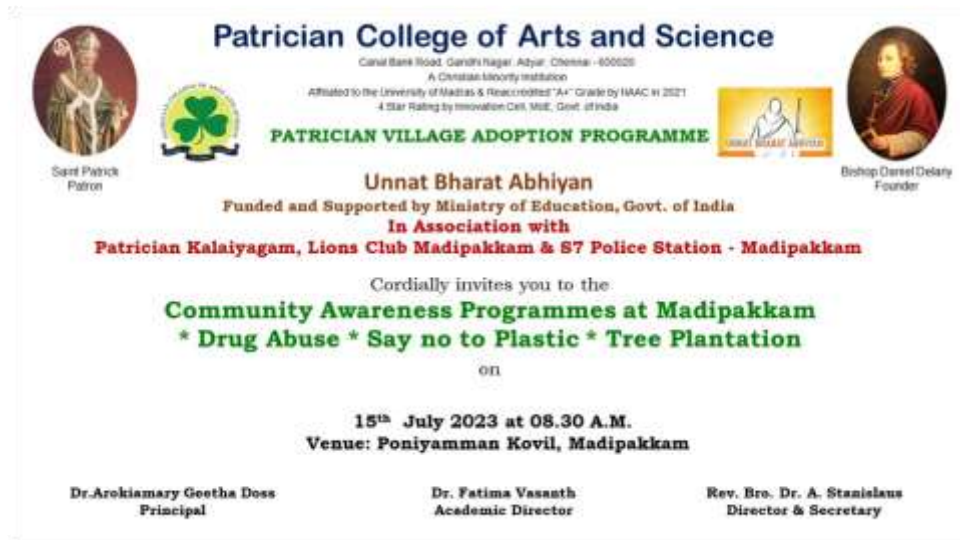 Patrician College of Arts and Science
Canal Bank Road, Gandhi Nagar, Adyar, Chennai - 600020
A Christian Minority Institution
Affiliated to the University of Madras & Reaccredited "A+" Grade by NAAC in 2021
4 Star Rating by Innovation Cell, MoE, Govt. of India
PATRICIAN VILLAGE ADOPTION PROGRAMME
UNNAT BHARAT ABHIYAN
Saint Patrick
Patron
Bishop Daniel Delany
Founder
Unnat Bharat Abhiyan
Funded and Supported by Ministry of Education, Govt. of India
In Association with
Patrician Kalaiyagam, Lions Club Madipakkam & S7 Police Station - Madipakkam
Cordially invites you to the
Community Awareness Programmes at Madipakkam
* Drug Abuse * Say no to Plastic * Tree Plantation
on
15th July 2023 at 08.30 A.M.
Venue: Poniyamman Kovil, Madipakkam
Dr.Arokiamary Geetha Doss
Principal
Dr. Fatima Vasanth
Academic Director
Rev. Bro. Dr. A. Stanislaus
Director & Secretary